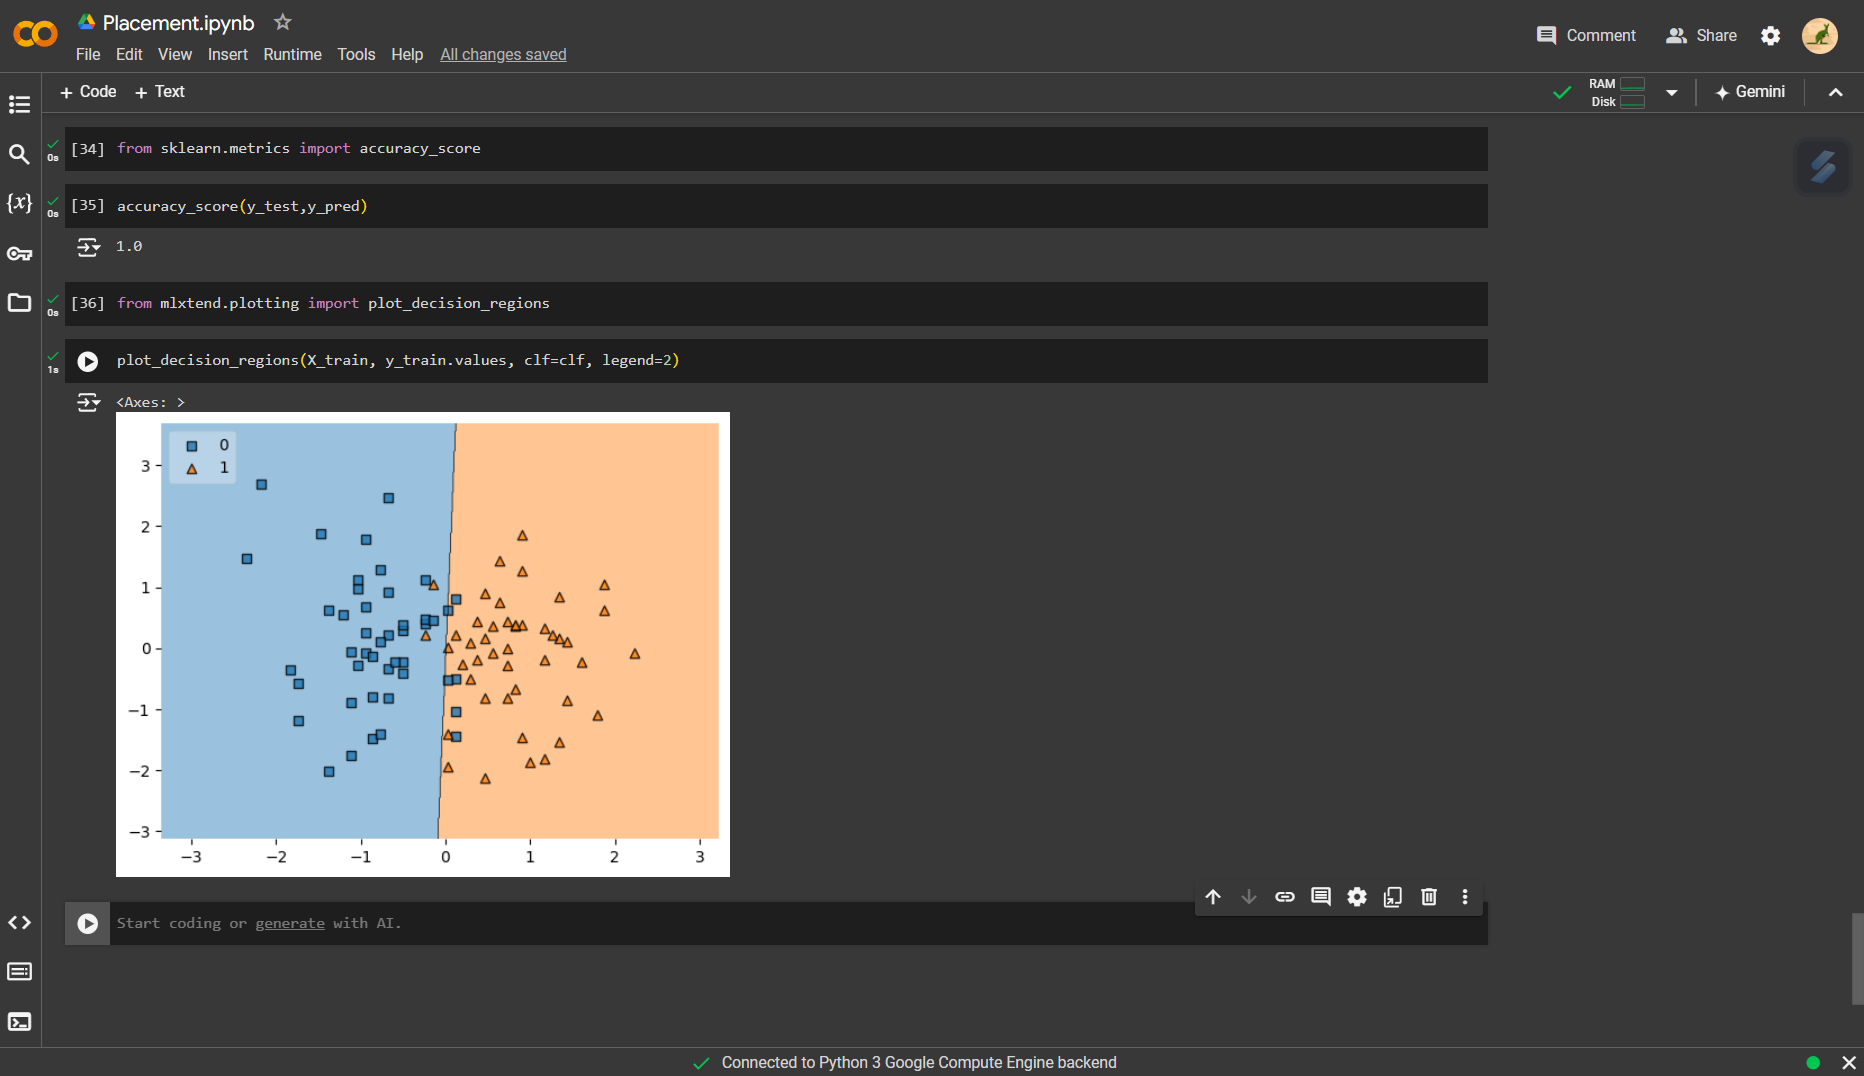 Placement.ipynb
File Edit View Insert Runtime Tools Help All changes saved
Comment Share
+ Code + Text
RAM
Disk
Gemini
0s [34] from sklearn.metrics import accuracy_score
0s [35] accuracy_score(y_test,y_pred)
1.0
{x}
0s [36] from mlxtend.plotting import plot_decision_regions
1s plot_decision_regions(X_train, y_train.values, clf=clf, legend=2)
<Axes: >
0
1
3
2
1
0
−1
−2
−3
−3 −2 −1 0 1 2 3
Start coding or generate with AI.
Connected to Python 3 Google Compute Engine backend